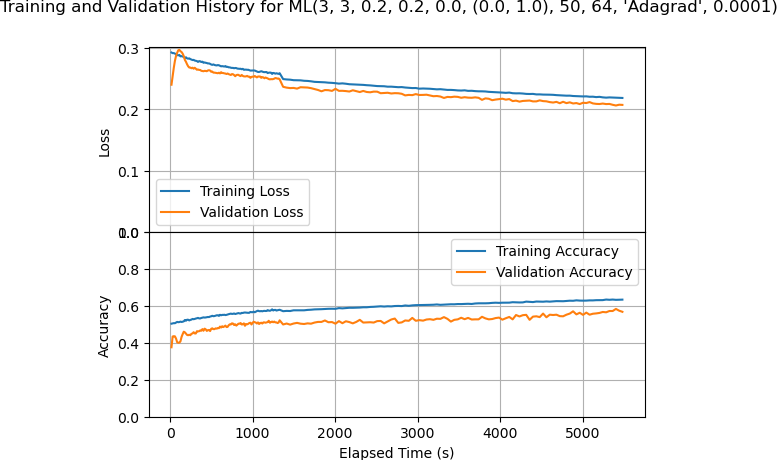 Training and Validation History for ML(3, 3, 0.2, 0.2, 0.0, (0.0, 1.0), 50, 64, 'Adagrad', 0.0001)
0.3
0.2
Loss
0.1
Training Loss
Validation Loss
0.0
1.0
Training Accuracy
Validation Accuracy
0.8
0.6
Accuracy
0.4
0.2
0.0
0 1000 2000 3000 4000 5000
Elapsed Time (s)